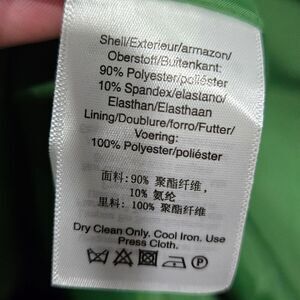 Shell/Exterieur/armazon/
Oberstoff/Buitenkant:
90% Polyester/poliéster
10% Spandex/elastano/
Elasthan/Elasthaan
Lining/Doublure/forro/Futter/
Voering:
100% Polyester/poliéster
面料: 90% 聚酯纤维,
10% 氨纶
里料: 100% 聚酯纤维
Dry Clean Only. Cool Iron. Use
Press Cloth.
P